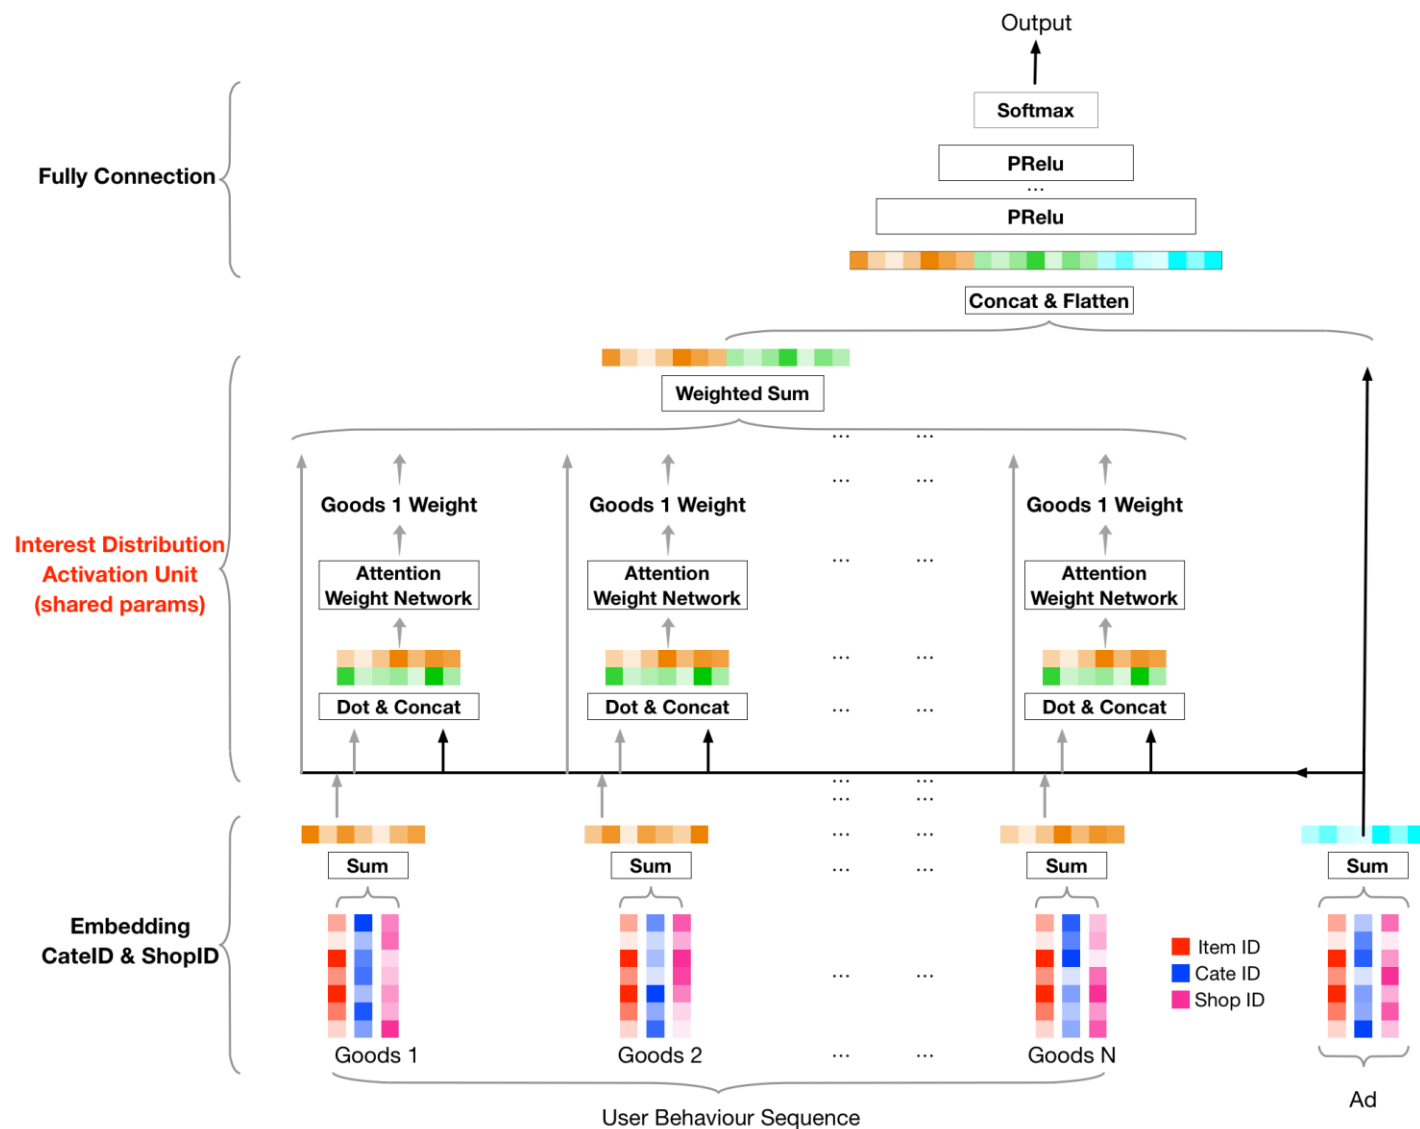 Output
Softmax
PRelu
...
PRelu
Fully Connection
Concat & Flatten
Weighted Sum
... ...
... ...
Goods 1 Weight Goods 1 Weight Goods 1 Weight
Interest Distribution
Activation Unit
(shared params)
Attention
Weight Network
Attention
Weight Network
... ...
Attention
Weight Network
... ...
Dot & Concat Dot & Concat ... ... Dot & Concat
... ...
... ...
... ...
Sum Sum ... ... Sum Sum
Embedding
CateID & ShopID
... ...
Item ID
Cate ID
Shop ID
Goods 1 Goods 2 ... ... Goods N
Ad
User Behaviour Sequence